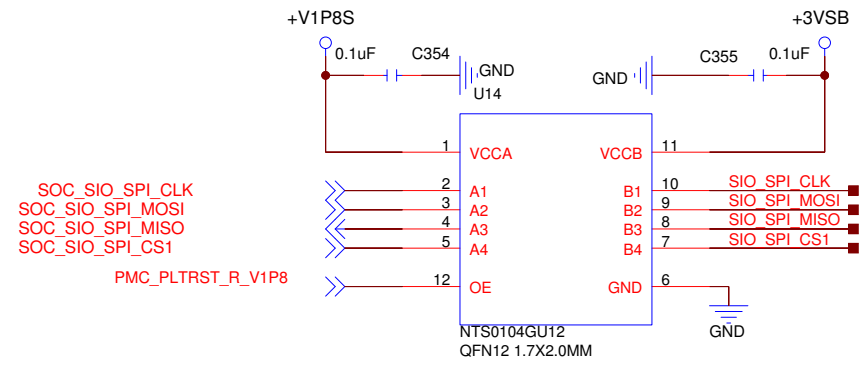 +V1P8S
+3VSB
0.1uF
C354
GND
U14
C355
0.1uF
GND
1
VCCA
VCCB
11
SOC_SIO_SPI_CLK
2
A1
B1
10
SIO_SPI_CLK
SOC_SIO_SPI_MOSI
3
A2
B2
9
SIO_SPI_MOSI
SOC_SIO_SPI_MISO
4
A3
B3
8
SIO_SPI_MISO
SOC_SIO_SPI_CS1
5
A4
B4
7
SIO_SPI_CS1
PMC_PLTRST_R_V1P8
12
OE
GND
6
NTS0104GU12
GND
QFN12 1.7X2.0MM